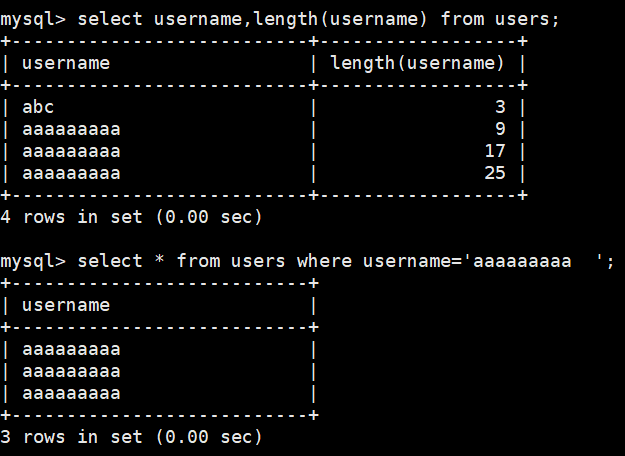 mysql> select username,length(username) from users;
+---------------------------+------------------+
| username                  | length(username) |
+---------------------------+------------------+
| abc                       |                3 |
| aaaaaaaaa                 |                9 |
| aaaaaaaaa                 |               17 |
| aaaaaaaaa                 |               25 |
+---------------------------+------------------+
4 rows in set (0.00 sec)

mysql> select * from users where username='aaaaaaaaa  ';
+---------------------------+
| username                  |
+---------------------------+
| aaaaaaaaa                 |
| aaaaaaaaa                 |
| aaaaaaaaa                 |
+---------------------------+
3 rows in set (0.00 sec)